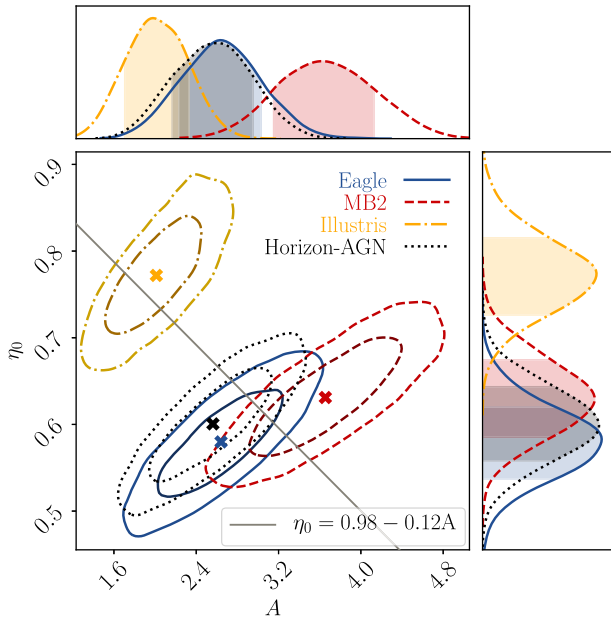 0.9
0.8
0.7
0.6
0.5
η₀
Eagle
MB2
Illustris
Horizon-AGN
η₀ = 0.98 − 0.12A
1.6 2.4 3.2 4.0 4.8
A